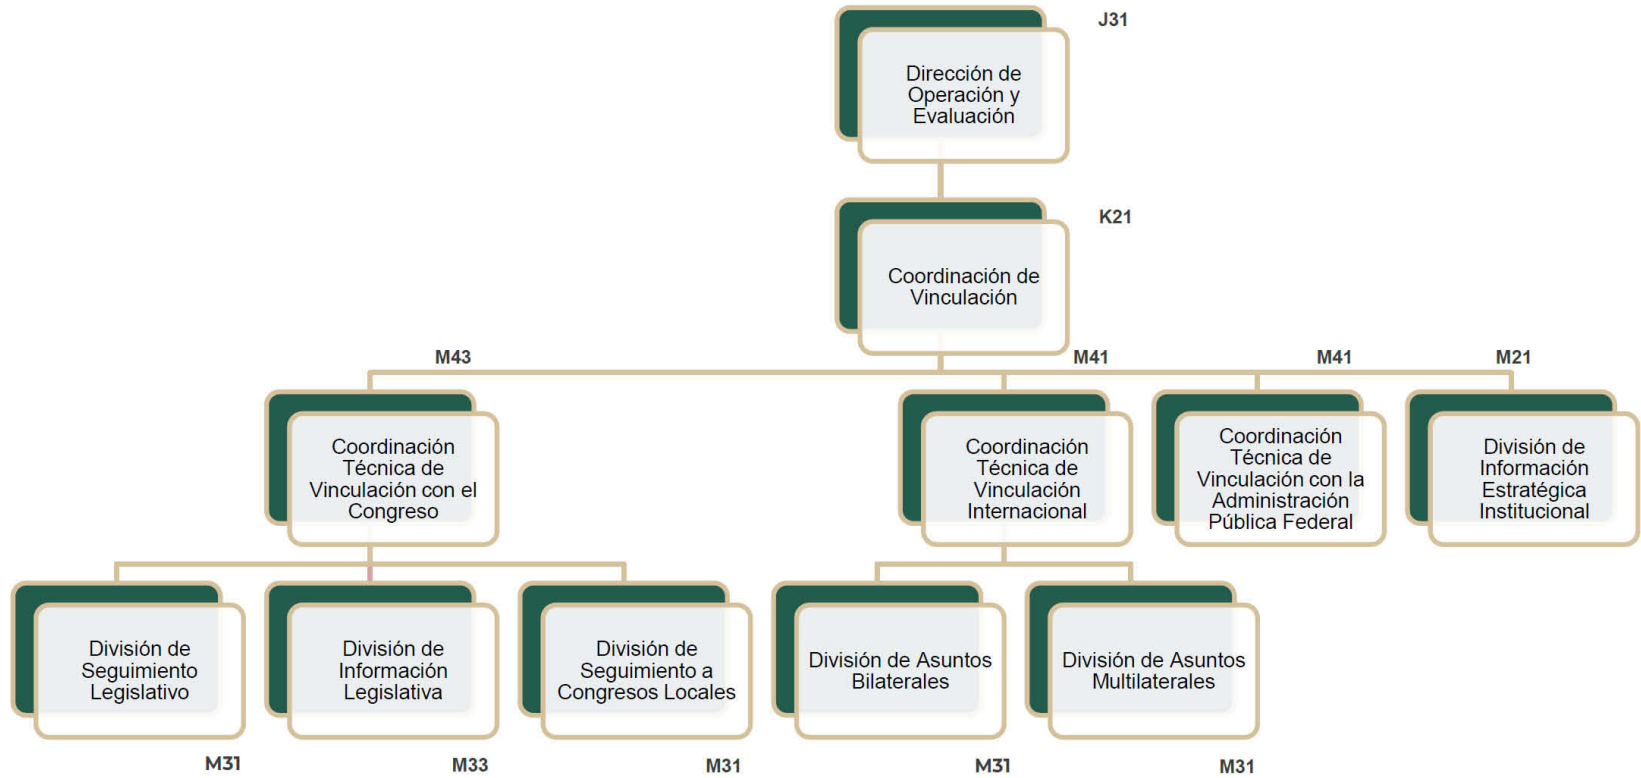 J31
Dirección de
Operación y
Evaluación
K21
Coordinación de
Vinculación
M43
Coordinación
Técnica de
Vinculación con el
Congreso
M41
Coordinación
Técnica de
Vinculación
Internacional
M41
Coordinación
Técnica de
Vinculación con la
Administración
Pública Federal
M21
División de
Información
Estratégica
Institucional
División de
Seguimiento
Legislativo
M31
División de
Información
Legislativa
M33
División de
Seguimiento a
Congresos Locales
M31
División de Asuntos
Bilaterales
M31
División de Asuntos
Multilaterales
M31